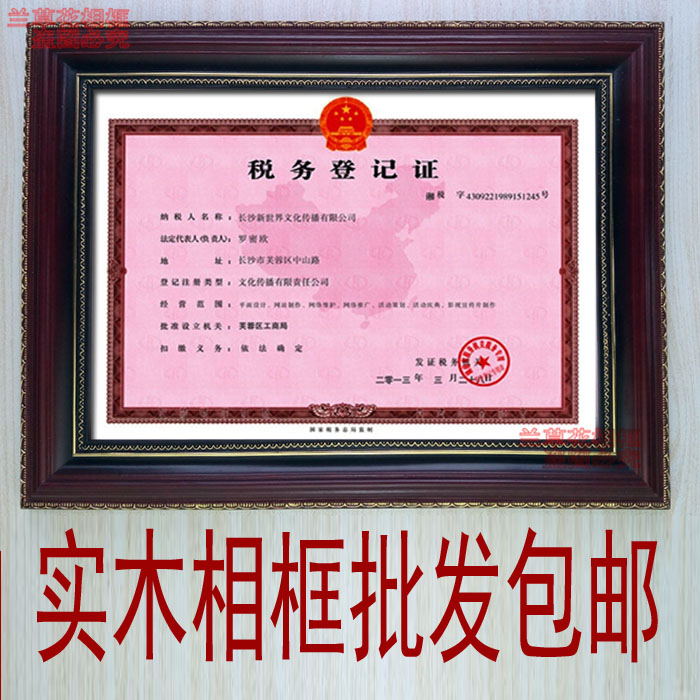 兰草花相框
税务登记证
湘税 字4309221989151245号
纳税人名称：长沙新世界文化传播有限公司
法定代表人(负责人)：罗密欧
地址：长沙市芙蓉区中山路
登记注册类型：文化传播有限责任公司
经营范围：平面设计、网站制作、网络维护、网络推广、活动策划、活动庆典、影视宣传片制作
批准设立机关：芙蓉区工商局
扣缴义务：依法确定
发证税务
二零一三年 三月二十八日
国家税务总局监制
兰草花相框
实木相框批发包邮